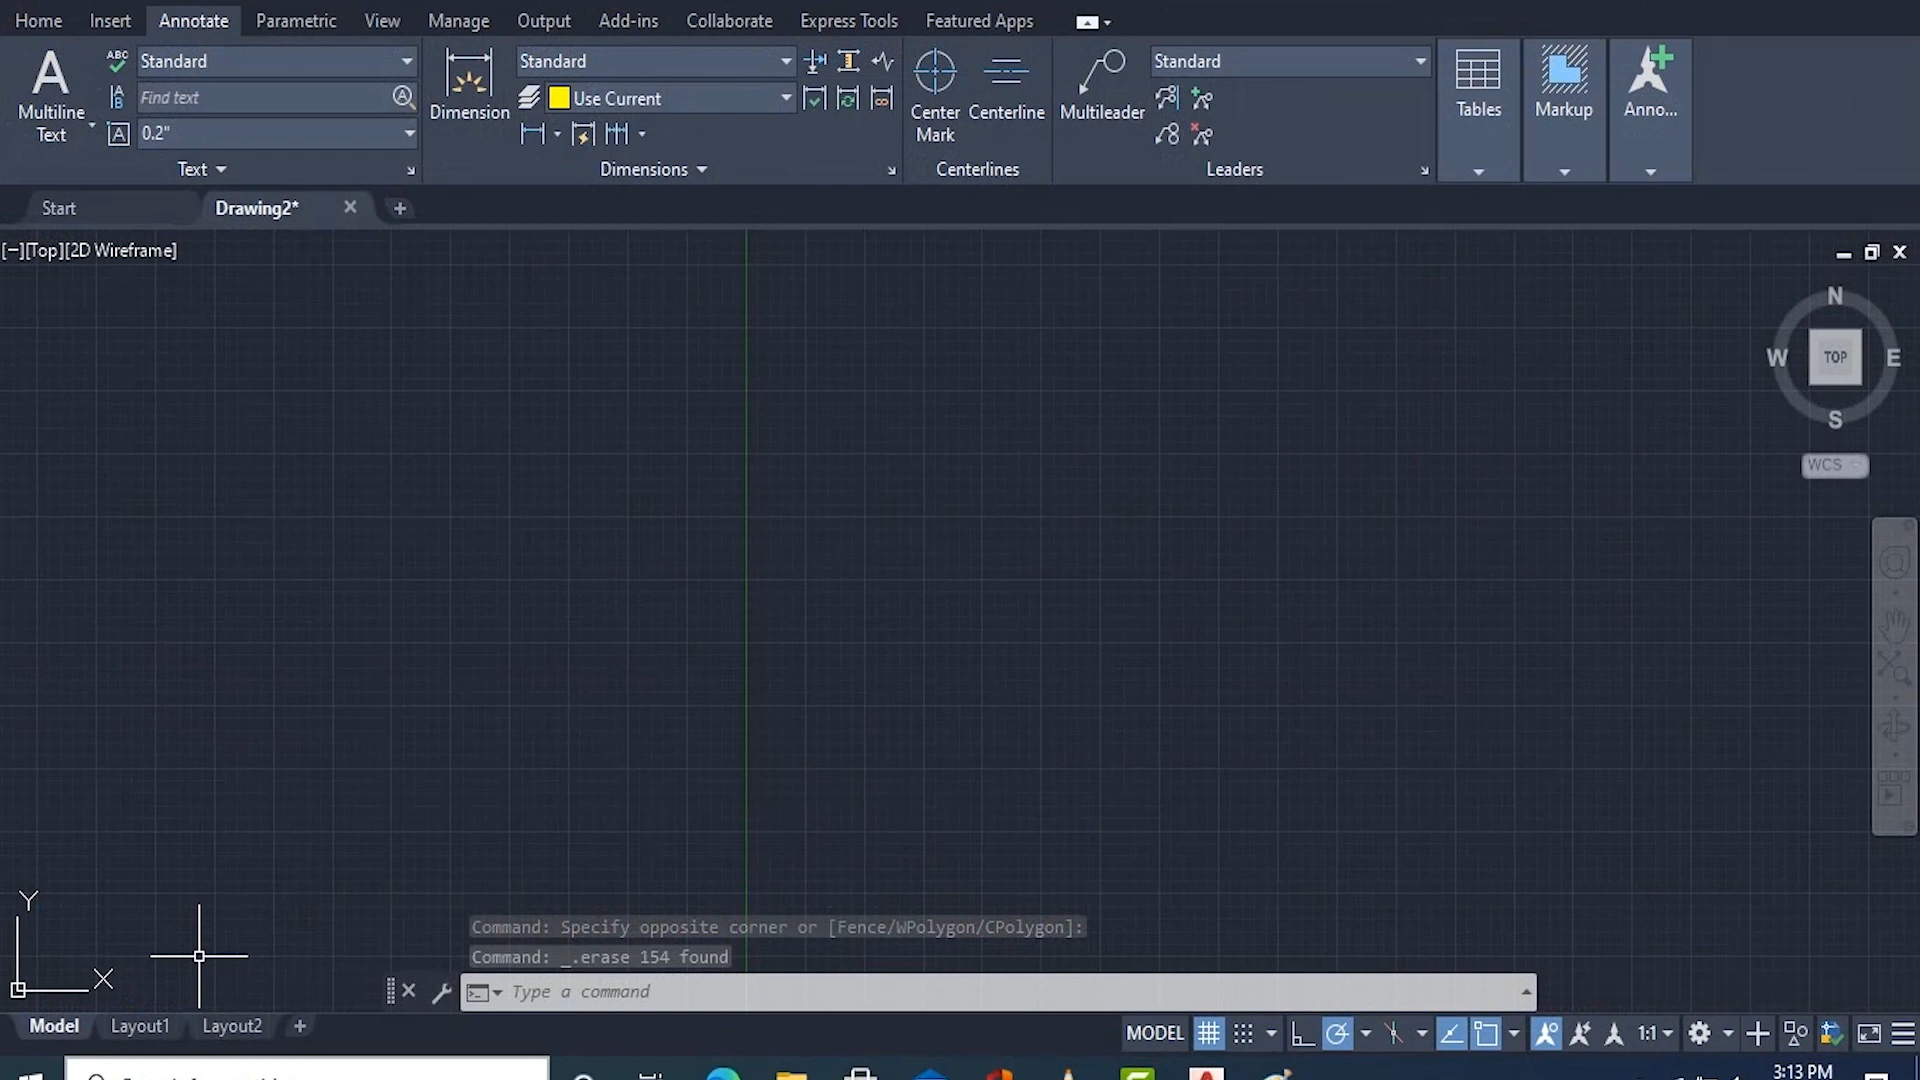 Home Insert Annotate Parametric View Manage Output Add-ins Collaborate Express Tools Featured Apps
A Multiline Text
ABC Standard
Find text
0.2"
Text
Dimension
Standard
Use Current
Dimensions
Center Mark
Centerline
Centerlines
Multileader
Standard
Leaders
Tables
Markup
Anno...
Start Drawing2*
[−][Top][2D Wireframe]
N
W TOP E
S
WCS
Y
X
Command: Specify opposite corner or [Fence/WPolygon/CPolygon]:
Command: _.erase 154 found
Type a command
Model Layout1 Layout2
MODEL 1:1
3:13 PM